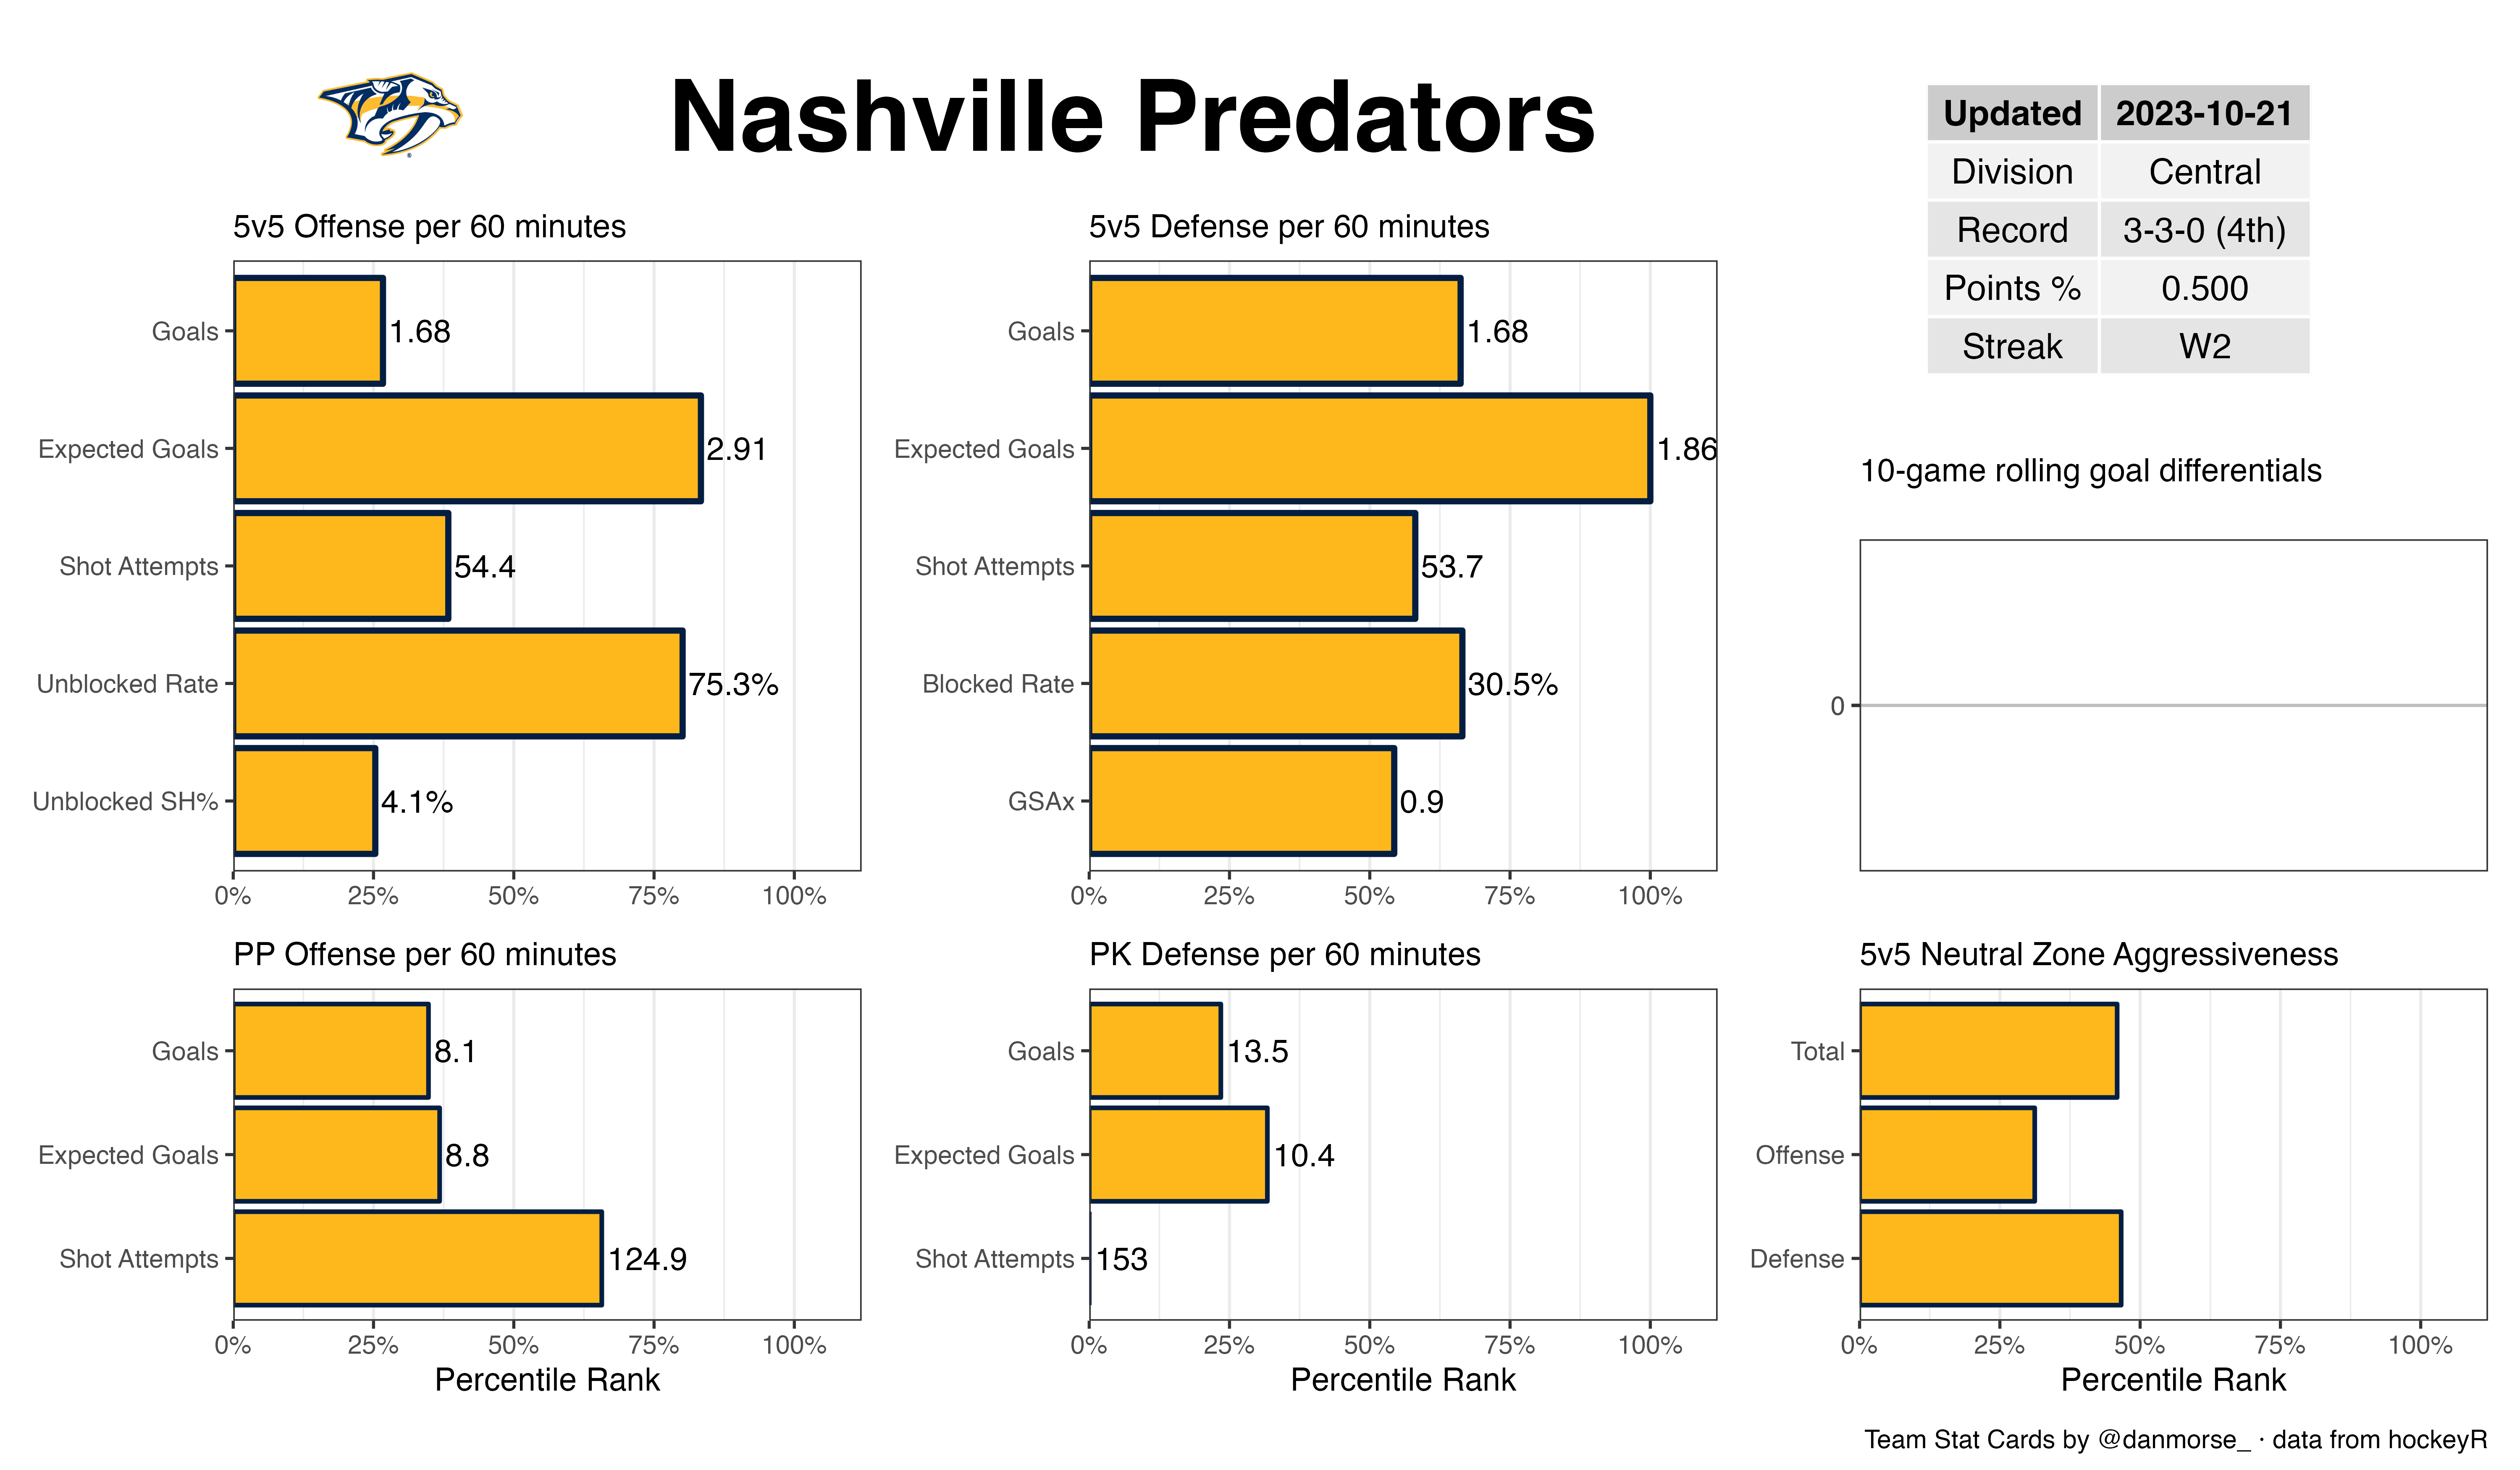 Nashville Predators
Updated 2023-10-21
Division Central
Record 3-3-0 (4th)
Points % 0.500
Streak W2
5v5 Offense per 60 minutes
Goals 1.68
Expected Goals 2.91
Shot Attempts 54.4
Unblocked Rate 75.3%
Unblocked SH% 4.1%
0% 25% 50% 75% 100%
5v5 Defense per 60 minutes
Goals 1.68
Expected Goals 1.86
Shot Attempts 53.7
Blocked Rate 30.5%
GSAx 0.9
0% 25% 50% 75% 100%
10-game rolling goal differentials
0
PP Offense per 60 minutes
Goals 8.1
Expected Goals 8.8
Shot Attempts 124.9
0% 25% 50% 75% 100%
Percentile Rank
PK Defense per 60 minutes
Goals 13.5
Expected Goals 10.4
Shot Attempts 153
0% 25% 50% 75% 100%
Percentile Rank
5v5 Neutral Zone Aggressiveness
Total
Offense
Defense
0% 25% 50% 75% 100%
Percentile Rank
Team Stat Cards by @danmorse_ · data from hockeyR